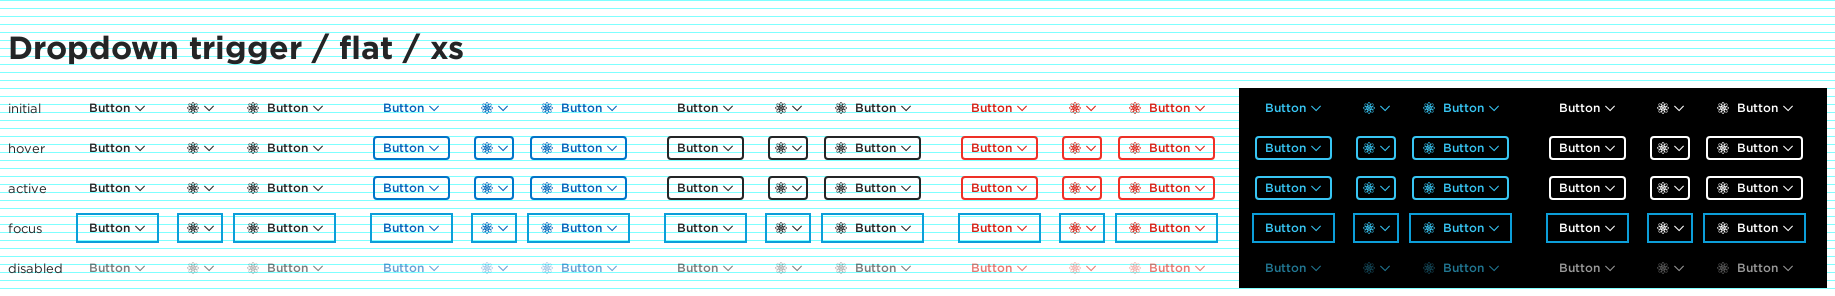 Dropdown trigger / flat / xs
initial Button Button Button Button Button Button Button Button Button Button Button Button
hover Button Button Button Button Button Button Button Button Button Button Button Button
active Button Button Button Button Button Button Button Button Button Button Button Button
focus Button Button Button Button Button Button Button Button Button Button Button Button
disabled Button Button Button Button Button Button Button Button Button Button Button Button